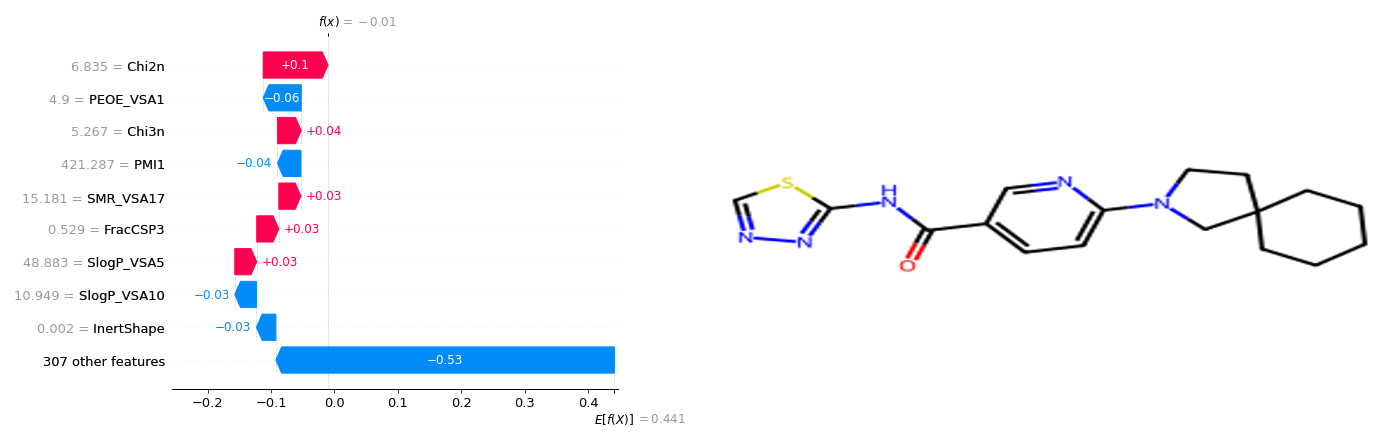 f(x) = −0.01
6.835 = Chi2n
+0.1
4.9 = PEOE_VSA1
−0.06
5.267 = Chi3n
+0.04
421.287 = PMI1
−0.04
15.181 = SMR_VSA17
+0.03
0.529 = FracCSP3
+0.03
48.883 = SlogP_VSA5
+0.03
10.949 = SlogP_VSA10
−0.03
0.002 = InertShape
−0.03
307 other features
−0.53
−0.2 −0.1 0.0 0.1 0.2 0.3 0.4
E[f(X)] = 0.441
S
N
N
H
N
O
N
N